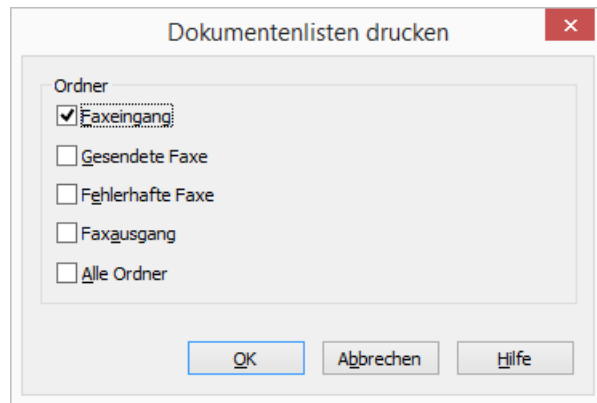 Dokumentenlisten drucken
Ordner
Faxeingang
Gesendete Faxe
Fehlerhafte Faxe
Faxausgang
Alle Ordner
OK Abbrechen Hilfe